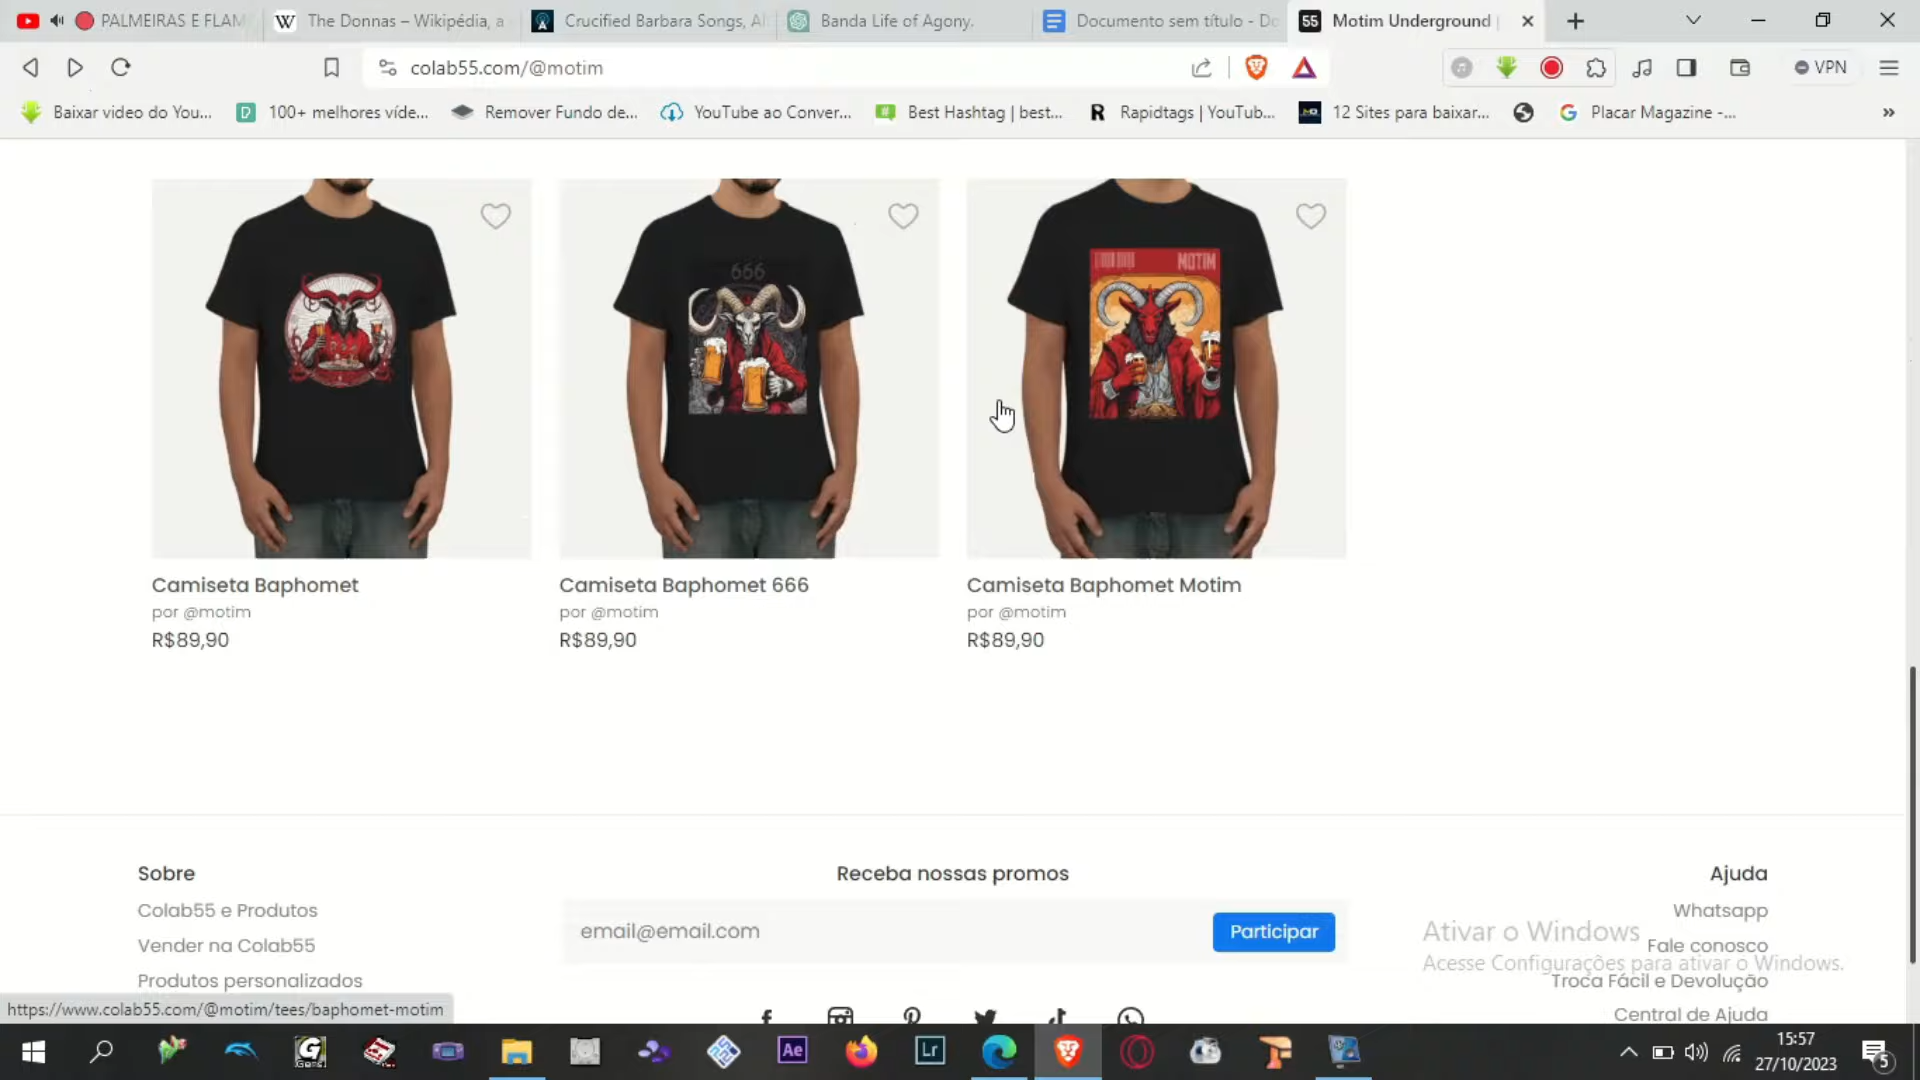 PALMEIRAS E FLAM
The Donnas – Wikipédia, a
Crucified Barbara Songs, Al
Banda Life of Agony.
Documento sem título - Do
55 Motim Underground |
colab55.com/@motim
VPN
Baixar video do You...
100+ melhores víde...
Remover Fundo de...
YouTube ao Conver...
Best Hashtag | best...
Rapidtags | YouTub...
12 Sites para baixar...
Placar Magazine -...
666
MOTIM
Camiseta Baphomet
por @motim
R$89,90
Camiseta Baphomet 666
por @motim
R$89,90
Camiseta Baphomet Motim
por @motim
R$89,90
Sobre
Colab55 e Produtos
Vender na Colab55
Produtos personalizados
Receba nossas promos
email@email.com
Participar
Ajuda
Whatsapp
Fale conosco
Troca Fácil e Devolução
Central de Ajuda
Ativar o Windows
Acesse Configurações para ativar o Windows.
https://www.colab55.com/@motim/tees/baphomet-motim
Ae
Lr
15:57
27/10/2023
5